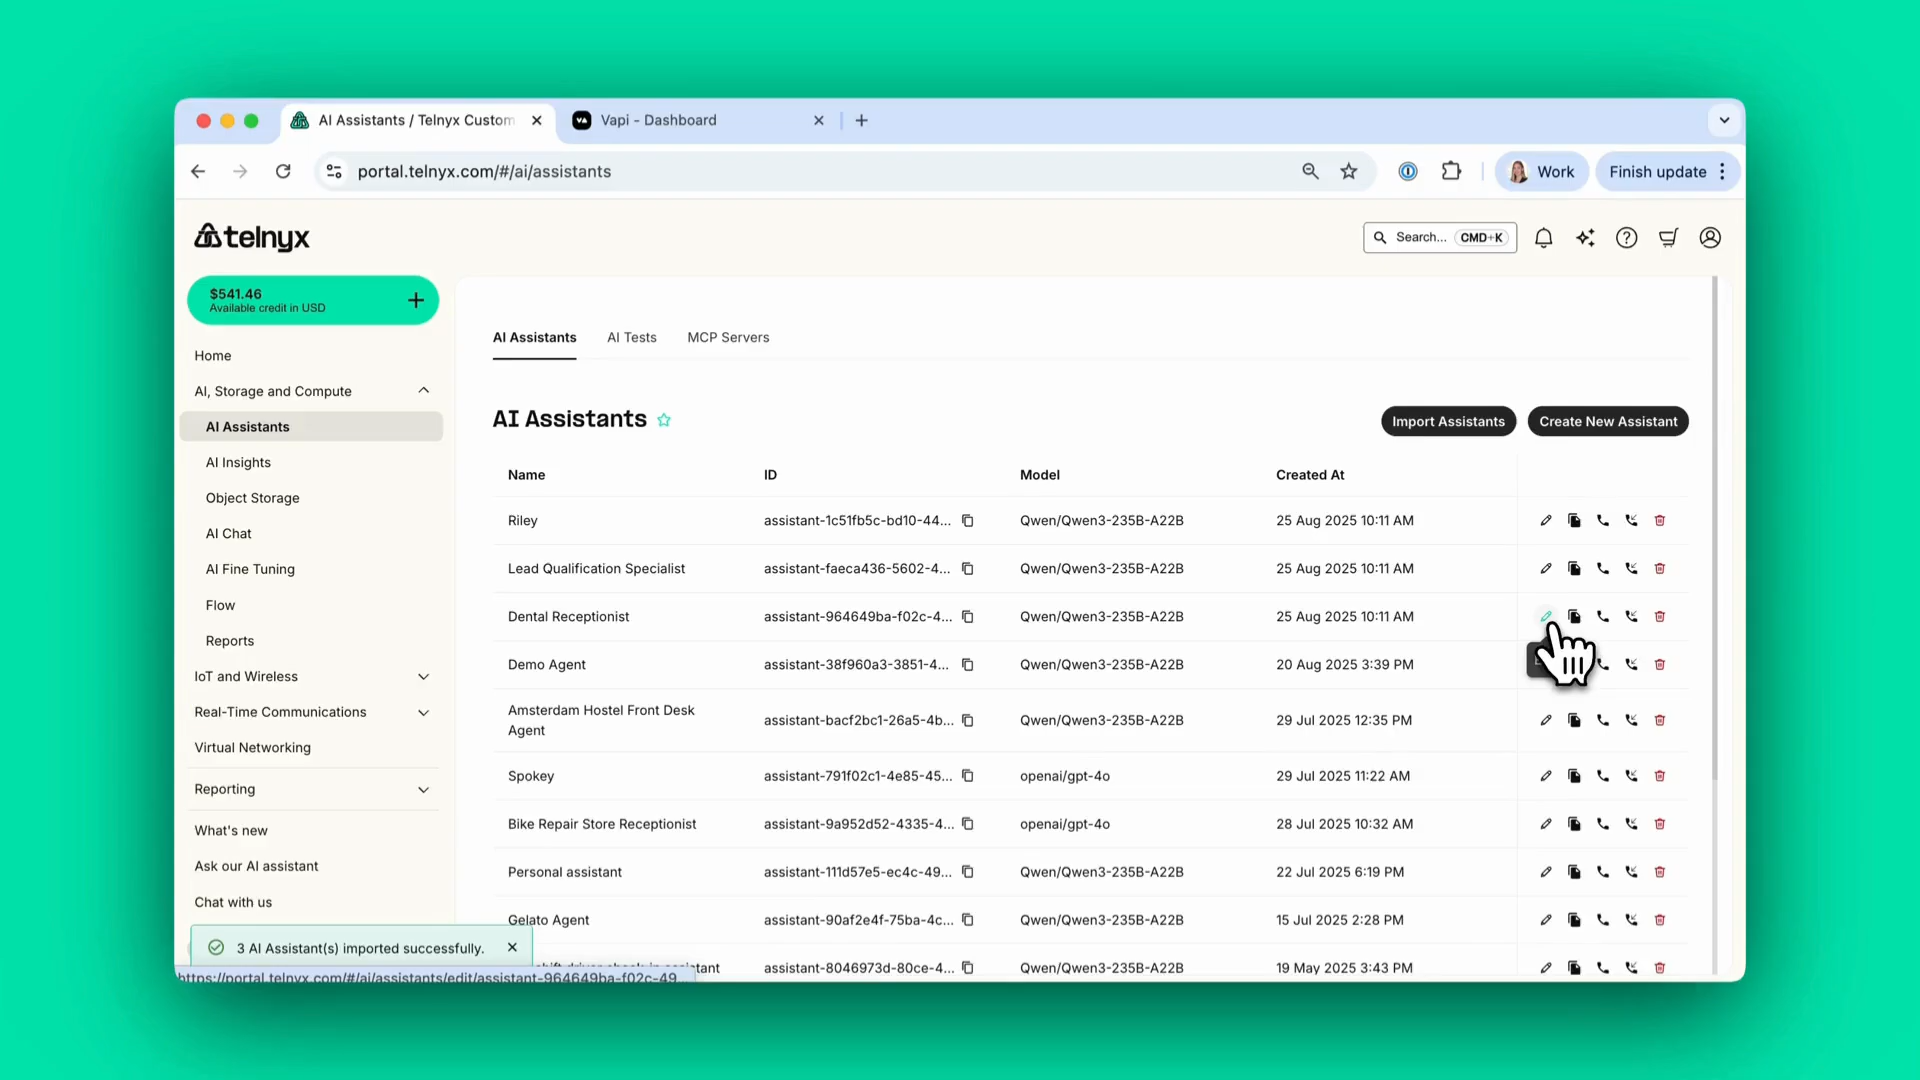 AI Assistants / Telnyx Custom
Vapi - Dashboard
portal.telnyx.com/#/ai/assistants
Work
Finish update
telnyx
Search...
CMD+K
$541.46
Available credit in USD
Home
AI, Storage and Compute
AI Assistants
AI Insights
Object Storage
AI Chat
AI Fine Tuning
Flow
Reports
IoT and Wireless
Real-Time Communications
Virtual Networking
Reporting
What's new
Ask our AI assistant
Chat with us
AI Assistants
AI Tests
MCP Servers
AI Assistants
Import Assistants
Create New Assistant
Name ID Model Created At
Riley assistant-1c51fb5c-bd10-44... Qwen/Qwen3-235B-A22B 25 Aug 2025 10:11 AM
Lead Qualification Specialist assistant-faeca436-5602-4... Qwen/Qwen3-235B-A22B 25 Aug 2025 10:11 AM
Dental Receptionist assistant-964649ba-f02c-4... Qwen/Qwen3-235B-A22B 25 Aug 2025 10:11 AM
Demo Agent assistant-38f960a3-3851-4... Qwen/Qwen3-235B-A22B 20 Aug 2025 3:39 PM
Amsterdam Hostel Front Desk
Agent assistant-bacf2bc1-26a5-4b... Qwen/Qwen3-235B-A22B 29 Jul 2025 12:35 PM
Spokey assistant-791f02c1-4e85-45... openai/gpt-4o 29 Jul 2025 11:22 AM
Bike Repair Store Receptionist assistant-9a952d52-4335-4... openai/gpt-4o 28 Jul 2025 10:32 AM
Personal assistant assistant-111d57e5-ec4c-49... Qwen/Qwen3-235B-A22B 22 Jul 2025 6:19 PM
Gelato Agent assistant-90af2e4f-75ba-4c... Qwen/Qwen3-235B-A22B 15 Jul 2025 2:28 PM
assistant-8046973d-80ce-4... Qwen/Qwen3-235B-A22B 19 May 2025 3:43 PM
3 AI Assistant(s) imported successfully.
https://portal.telnyx.com/#/ai/assistants/edit/assistant-964649ba-f02c-49...